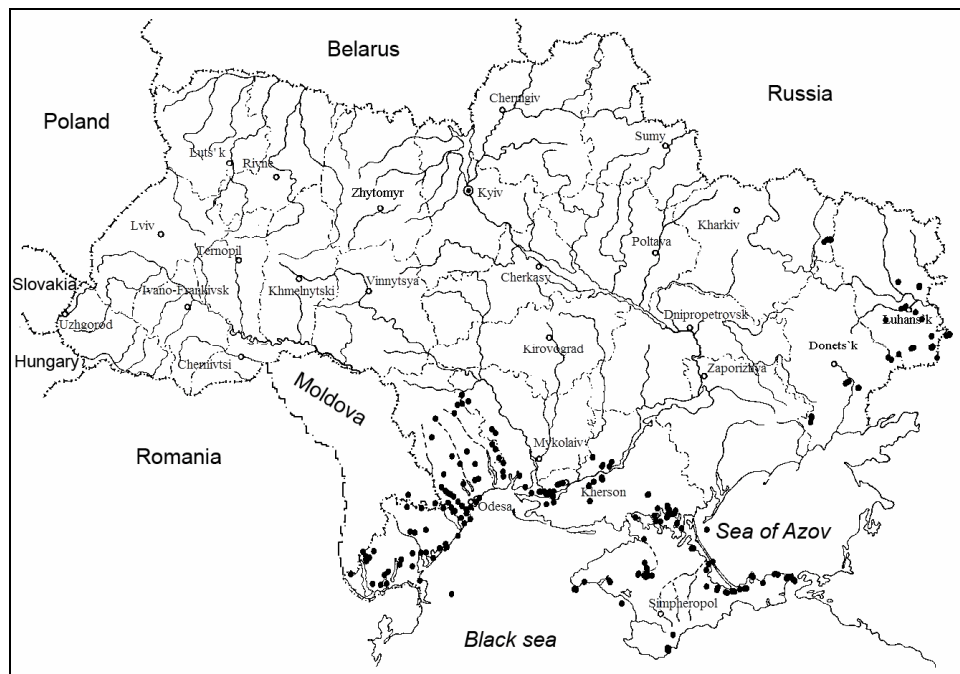 Belarus
Russia
Poland
Chernigiv
Sumy
Luts`k
Rivne
Zhytomyr
Kyiv
Kharkiv
Lviv
Ternopil
Poltava
Cherkasy
Slovakia
Ivano-Frankivsk
Khmelnytski
Vinnytsya
Uzhgorod
Dnipropetrovsk
Luhans`k
Kirovograd
Donets`k
Hungary
Chernivtsi
Zaporizhya
Moldova
Mykolaiv
Romania
Kherson
Odesa
Sea of Azov
Simpheropol
Black sea